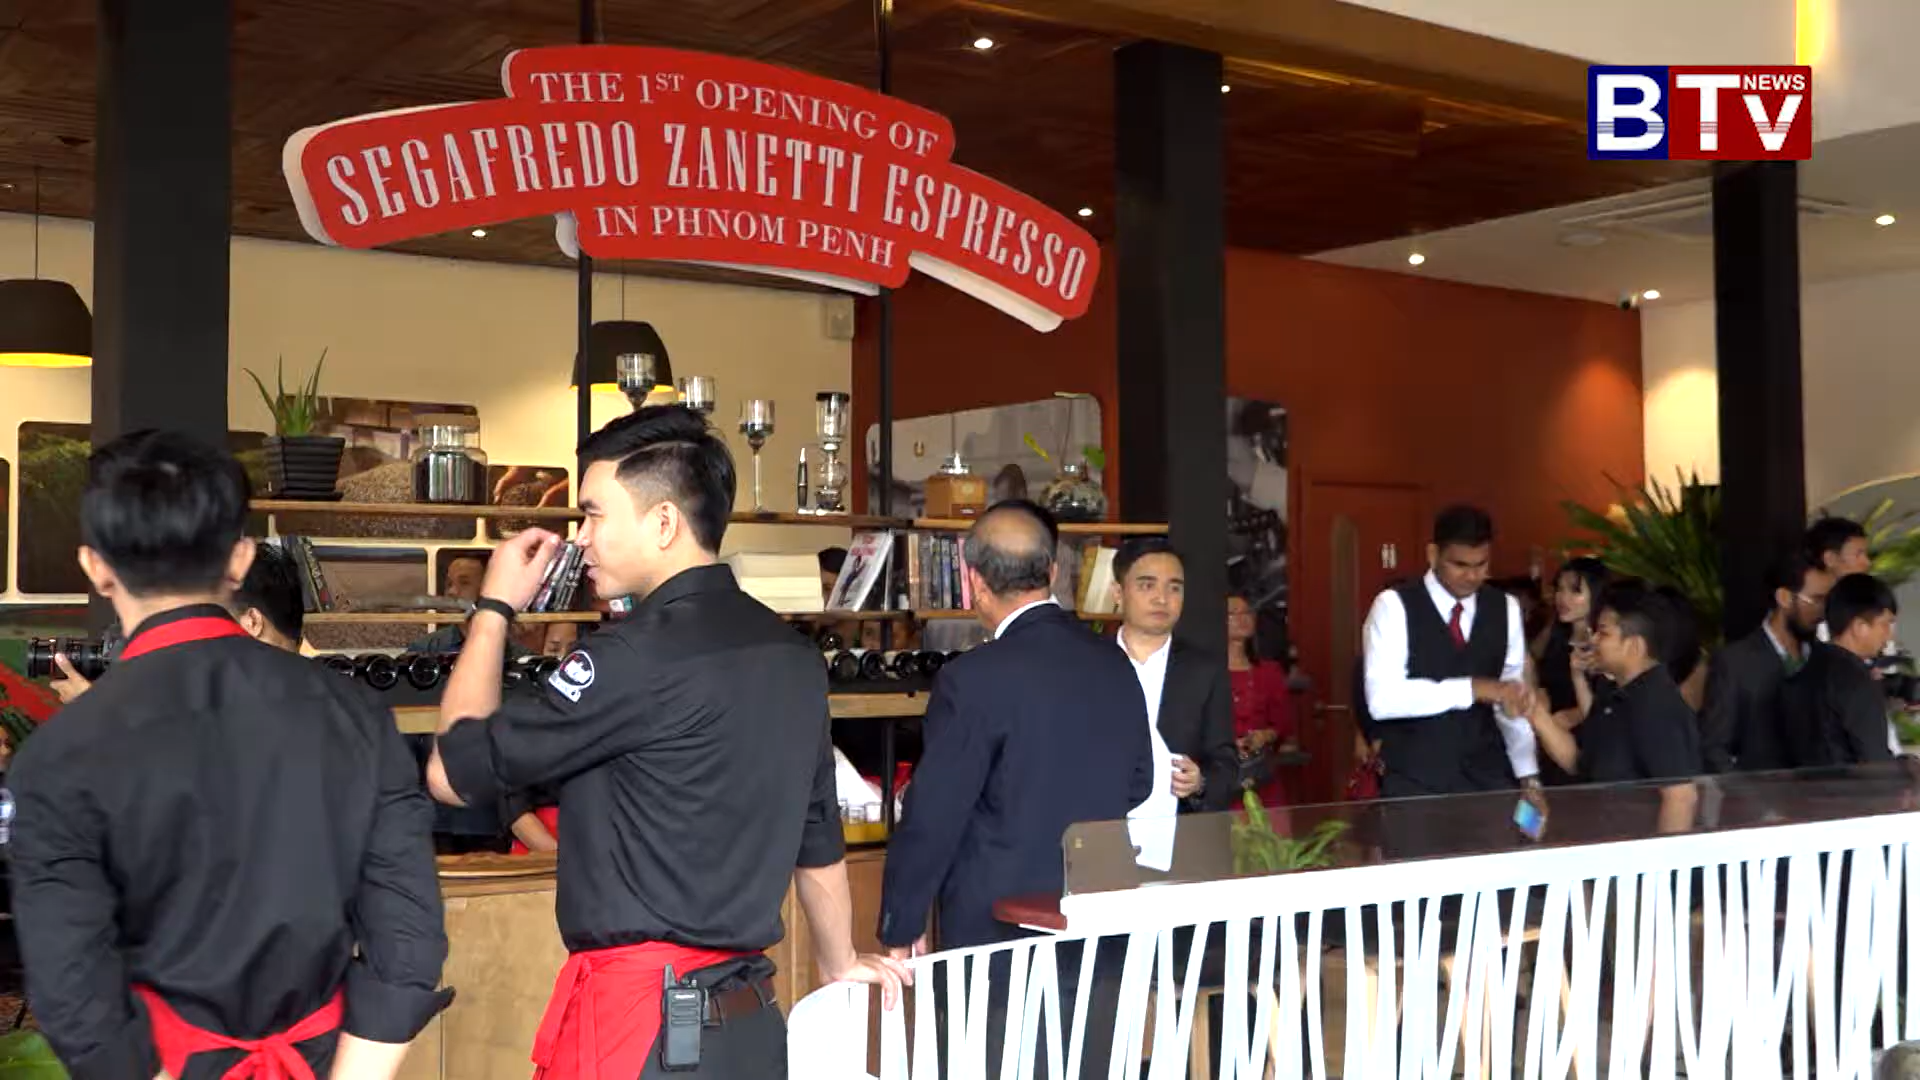 THE 1ST OPENING OF
SEGAFREDO ZANETTI ESPRESSO
IN PHNOM PENH
BTV NEWS